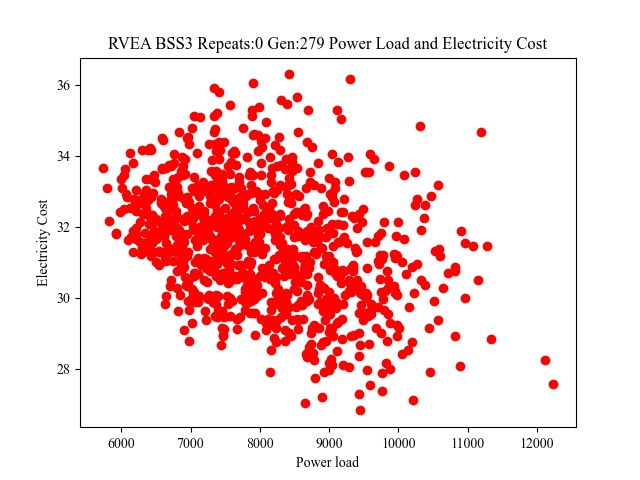 RVEA BSS3 Repeats:0 Gen:279 Power Load and Electricity Cost
36
34
32
30
28
Electricity Cost
6000 7000 8000 9000 10000 11000 12000
Power load